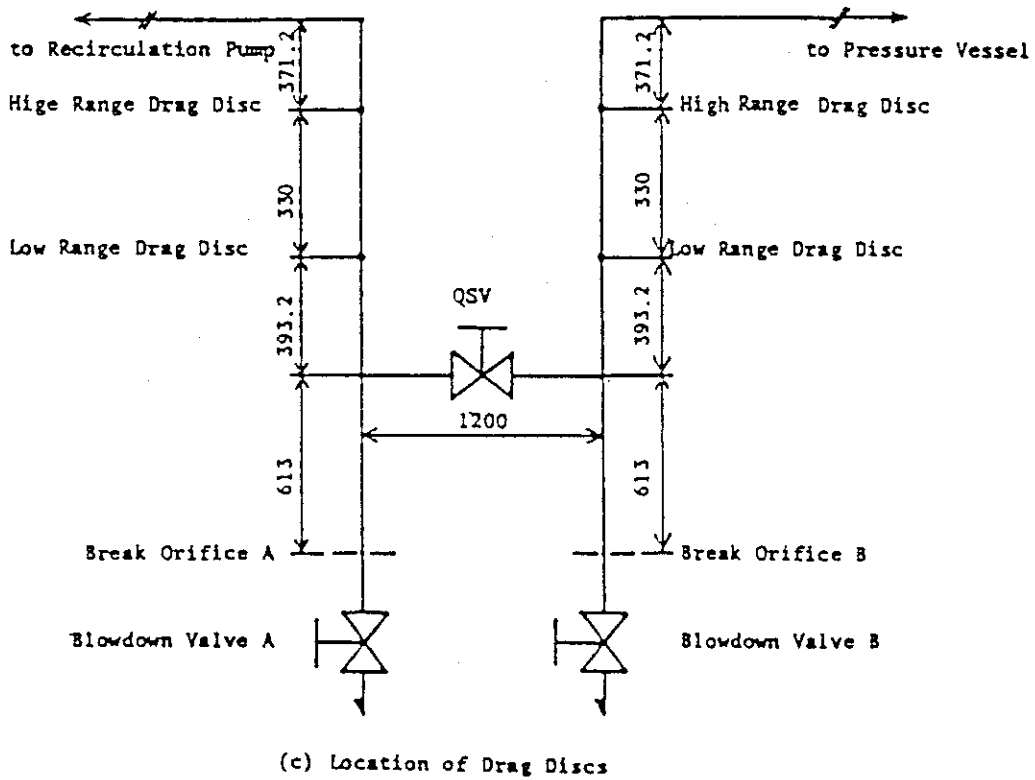 to Recirculation Pump
to Pressure Vessel
371.2
371.2
Hige Range Drag Disc
High Range Drag Disc
330
330
Low Range Drag Disc
Low Range Drag Disc
QSV
393.2
393.2
1200
613
613
Break Orifice A
Break Orifice B
Blowdown Valve A
Blowdown Valve B
(c) Location of Drag Discs